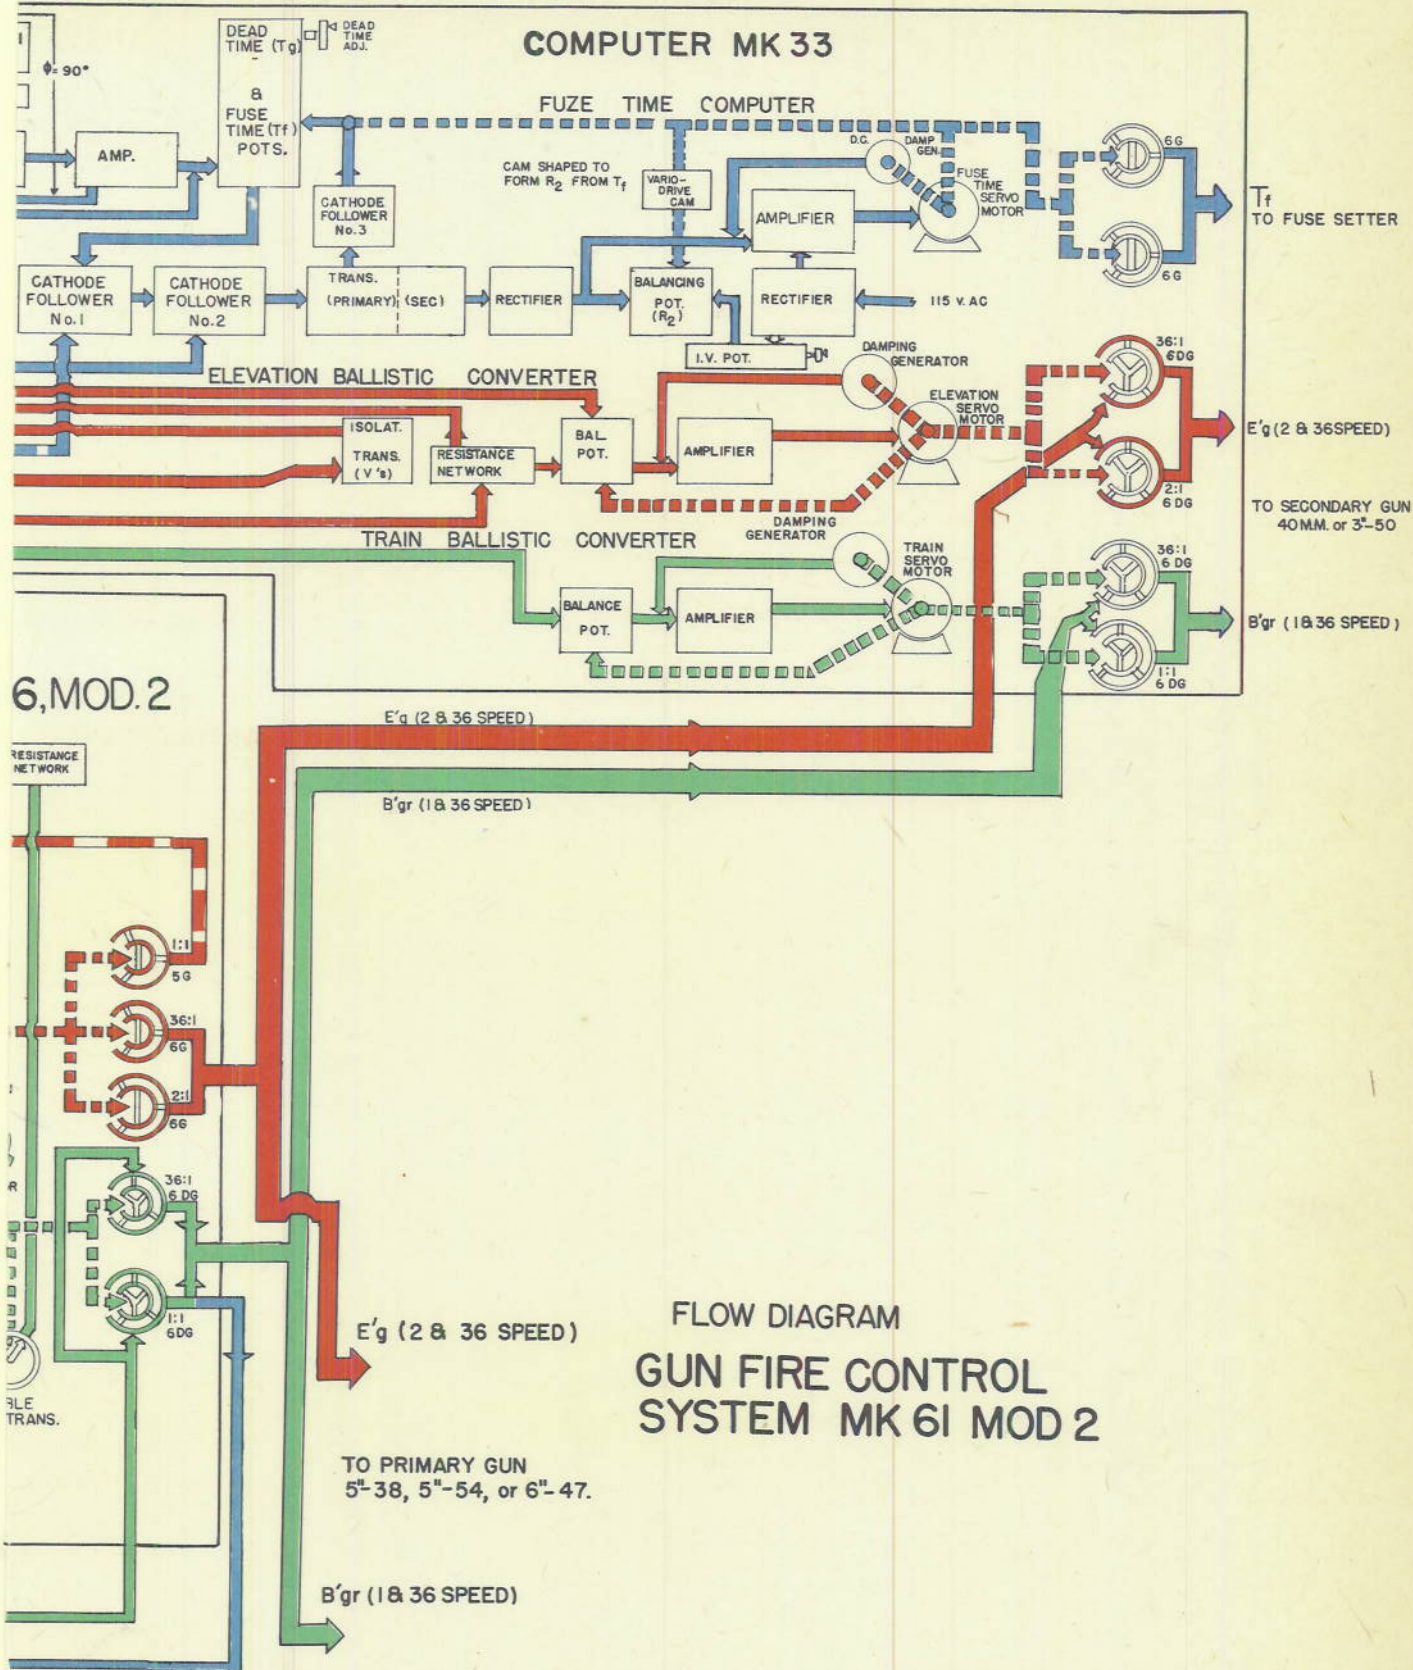 DEAD
TIME (Tg)
&
FUSE
TIME (Tf)
POTS.
DEAD
TIME
ADJ.
COMPUTER MK 33
ϕ= 90°
FUZE TIME COMPUTER
AMP.
CATHODE
FOLLOWER
No.3
CAM SHAPED TO
FORM R2 FROM Tf
VARIO-
DRIVE
CAM
D.C.
DAMP
GEN.
FUSE
TIME
SERVO
MOTOR
AMPLIFIER
6G
6G
Tf
TO FUSE SETTER
CATHODE
FOLLOWER
No.1
CATHODE
FOLLOWER
No.2
TRANS.
(PRIMARY) (SEC)
RECTIFIER
BALANCING
POT.
(R2)
RECTIFIER
115 V. AC
I.V. POT.
ELEVATION BALLISTIC CONVERTER
DAMPING
GENERATOR
ELEVATION
SERVO
MOTOR
36:1
6DG
ISOLAT.
TRANS.
(V's)
RESISTANCE
NETWORK
BAL.
POT.
AMPLIFIER
E'g (2 & 36 SPEED)
2:1
6 DG
TO SECONDARY GUN
40 M.M. or 3"-50
TRAIN BALLISTIC CONVERTER
DAMPING
GENERATOR
TRAIN
SERVO
MOTOR
36:1
6 DG
BALANCE
POT.
AMPLIFIER
B'gr (1 & 36 SPEED)
1:1
6 DG
6, MOD. 2
E'g (2 & 36 SPEED)
RESISTANCE
NETWORK
B'gr (1 & 36 SPEED)
1:1
5G
36:1
6G
2:1
6G
36:1
6 DG
R
1:1
6DG
BLE
TRANS.
E'g (2 & 36 SPEED)
FLOW DIAGRAM
GUN FIRE CONTROL
SYSTEM MK 61 MOD 2
TO PRIMARY GUN
5"-38, 5"-54, or 6"-47.
B'gr (1 & 36 SPEED)